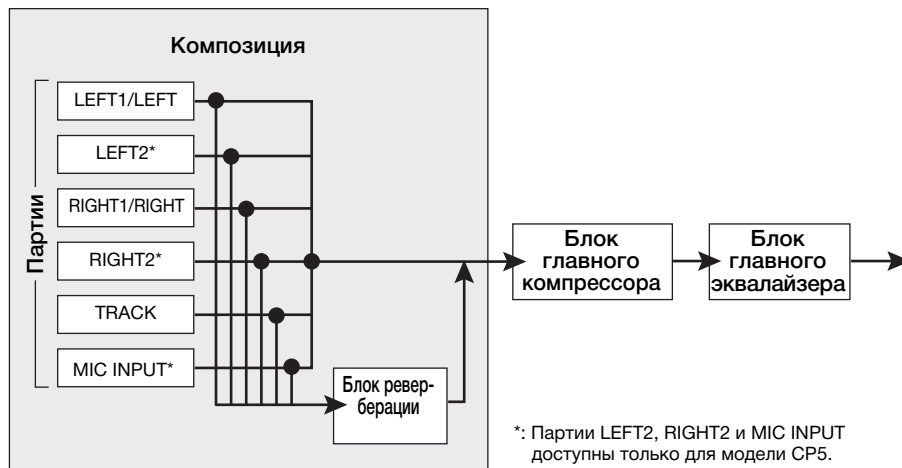 Композиция
Партии
LEFT1/LEFT
LEFT2*
RIGHT1/RIGHT
RIGHT2*
TRACK
MIC INPUT*
Блок ревер-
берации
Блок
главного
компрессора
Блок
главного
эквалайзера
*: Партии LEFT2, RIGHT2 и MIC INPUT
доступны только для модели CP5.